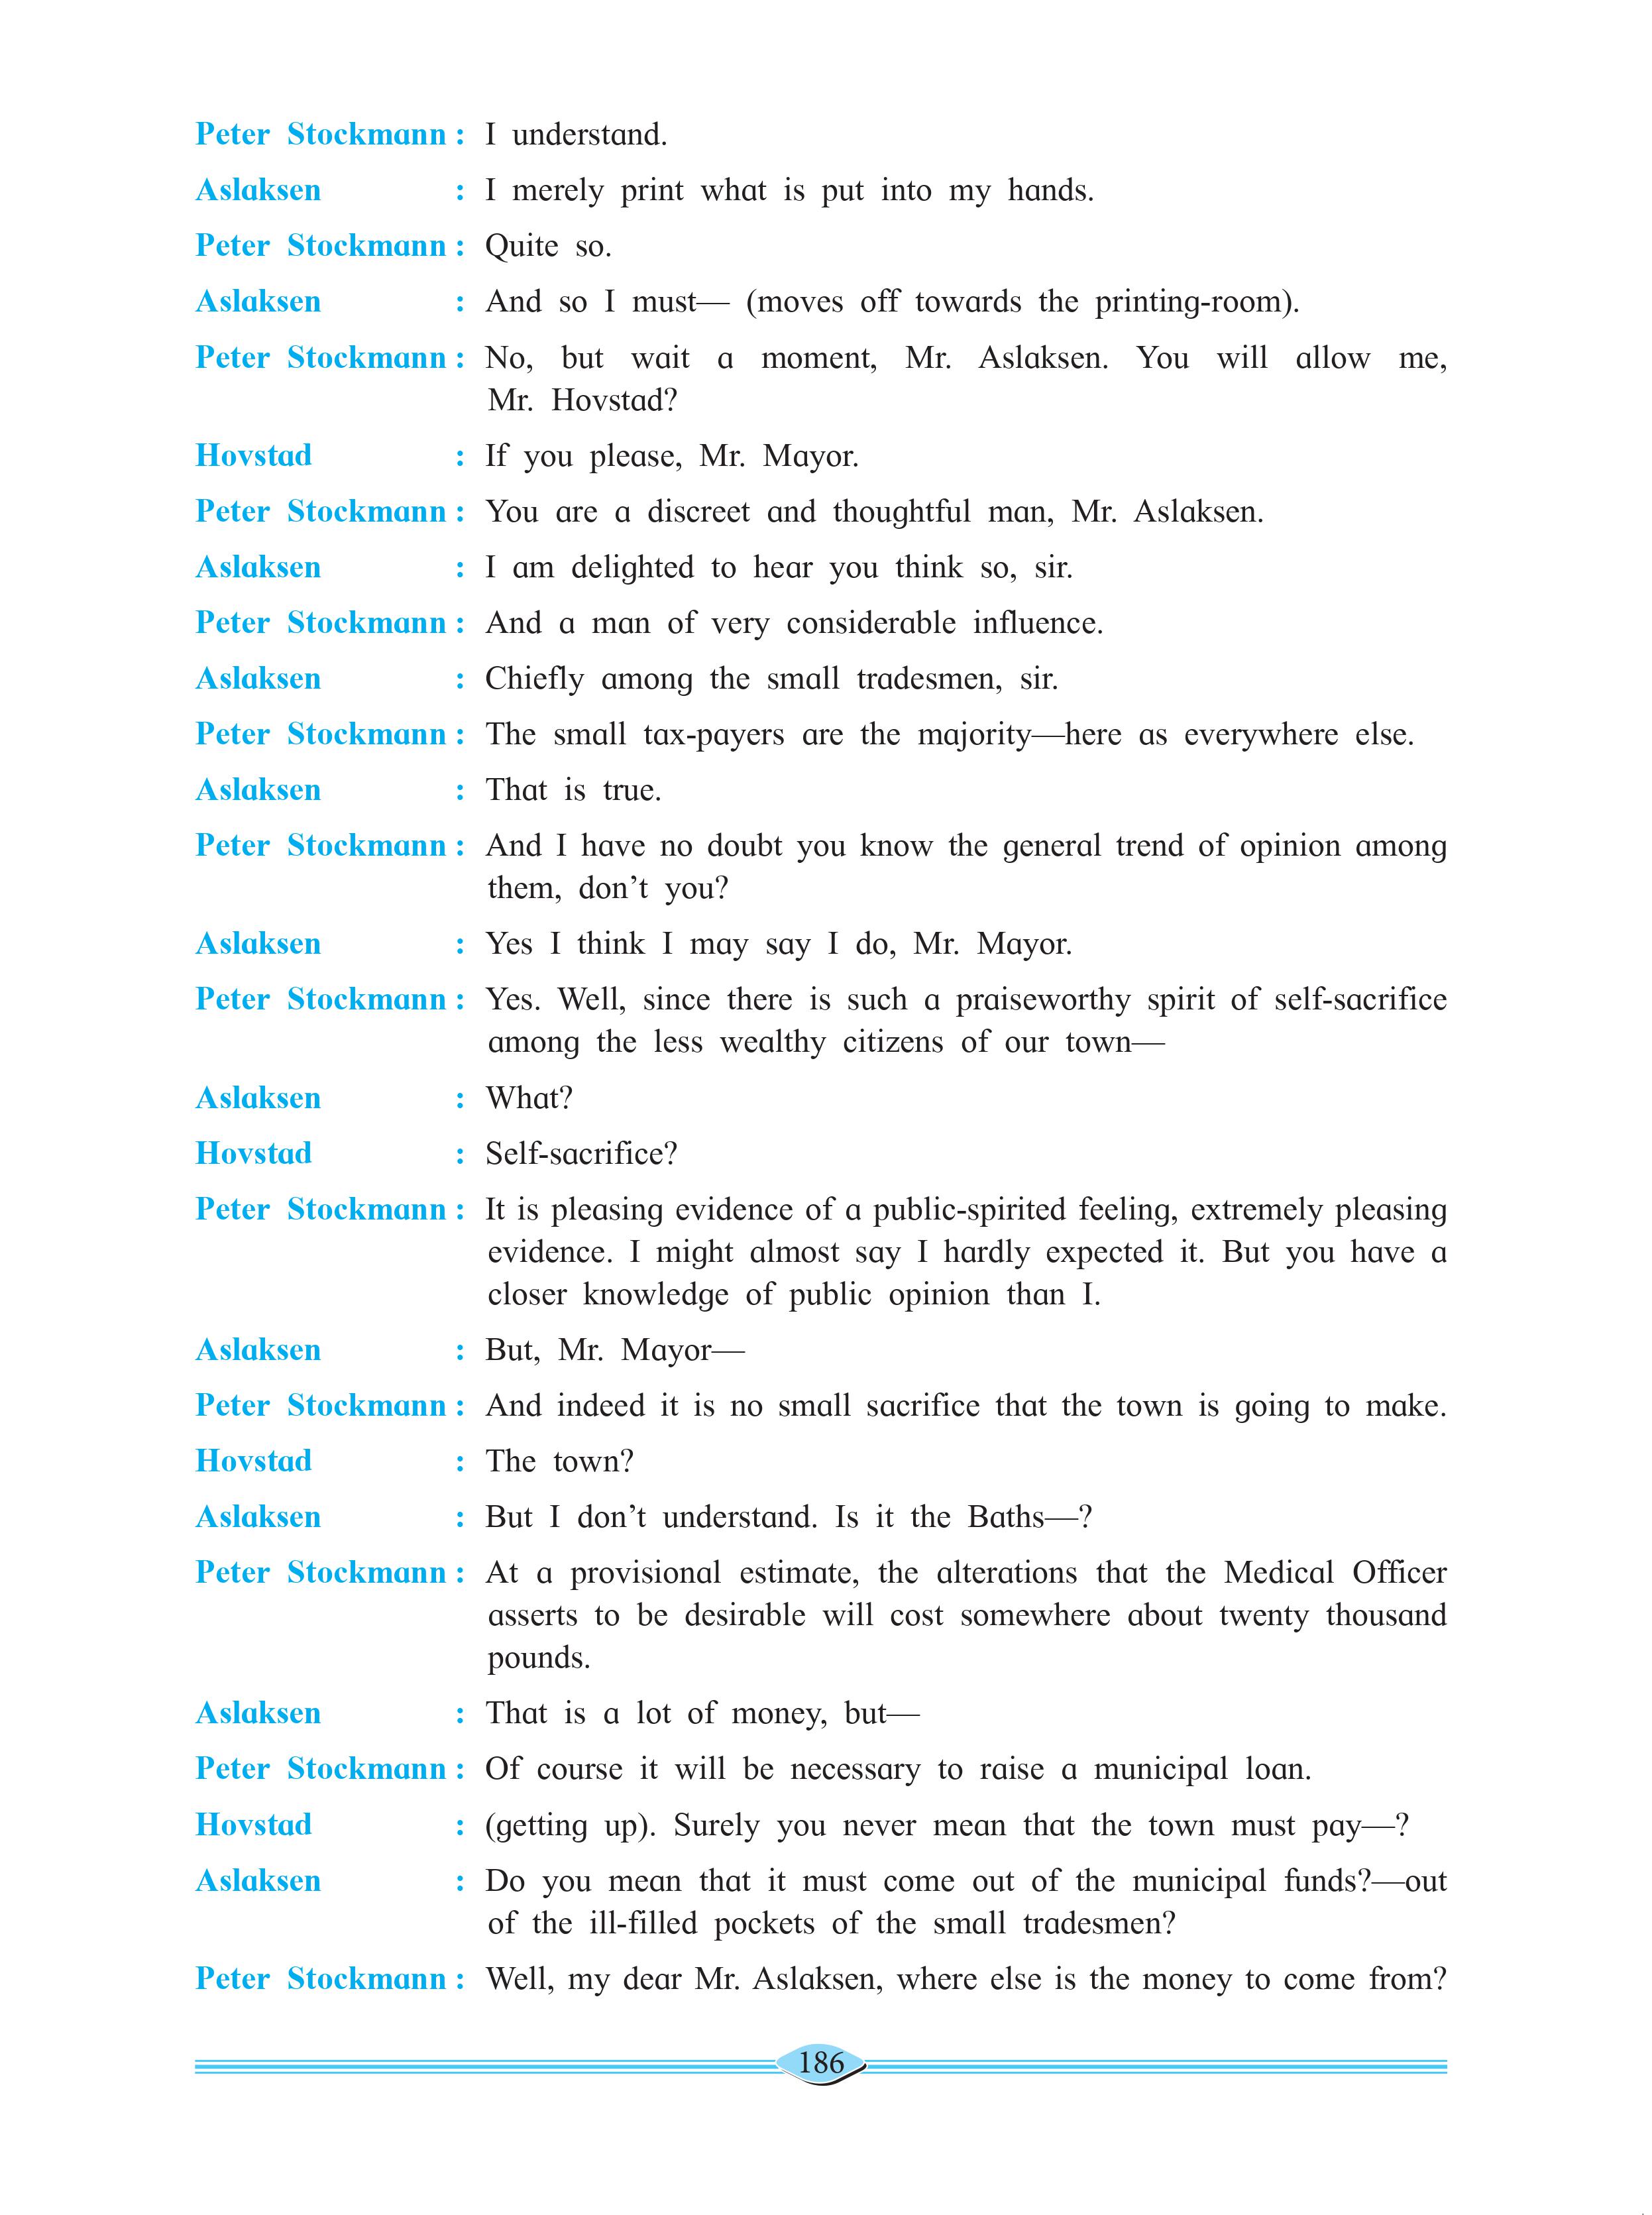 Peter Stockmann : I understand.
Aslaksen : I merely print what is put into my hands.
Peter Stockmann : Quite so.
Aslaksen : And so I must— (moves off towards the printing-room).
Peter Stockmann : No, but wait a moment, Mr. Aslaksen. You will allow me,
Mr. Hovstad?
Hovstad : If you please, Mr. Mayor.
Peter Stockmann : You are a discreet and thoughtful man, Mr. Aslaksen.
Aslaksen : I am delighted to hear you think so, sir.
Peter Stockmann : And a man of very considerable influence.
Aslaksen : Chiefly among the small tradesmen, sir.
Peter Stockmann : The small tax-payers are the majority—here as everywhere else.
Aslaksen : That is true.
Peter Stockmann : And I have no doubt you know the general trend of opinion among
them, don’t you?
Aslaksen : Yes I think I may say I do, Mr. Mayor.
Peter Stockmann : Yes. Well, since there is such a praiseworthy spirit of self-sacrifice
among the less wealthy citizens of our town—
Aslaksen : What?
Hovstad : Self-sacrifice?
Peter Stockmann : It is pleasing evidence of a public-spirited feeling, extremely pleasing
evidence. I might almost say I hardly expected it. But you have a
closer knowledge of public opinion than I.
Aslaksen : But, Mr. Mayor—
Peter Stockmann : And indeed it is no small sacrifice that the town is going to make.
Hovstad : The town?
Aslaksen : But I don’t understand. Is it the Baths—?
Peter Stockmann : At a provisional estimate, the alterations that the Medical Officer
asserts to be desirable will cost somewhere about twenty thousand
pounds.
Aslaksen : That is a lot of money, but—
Peter Stockmann : Of course it will be necessary to raise a municipal loan.
Hovstad : (getting up). Surely you never mean that the town must pay—?
Aslaksen : Do you mean that it must come out of the municipal funds?—out
of the ill-filled pockets of the small tradesmen?
Peter Stockmann : Well, my dear Mr. Aslaksen, where else is the money to come from?
186